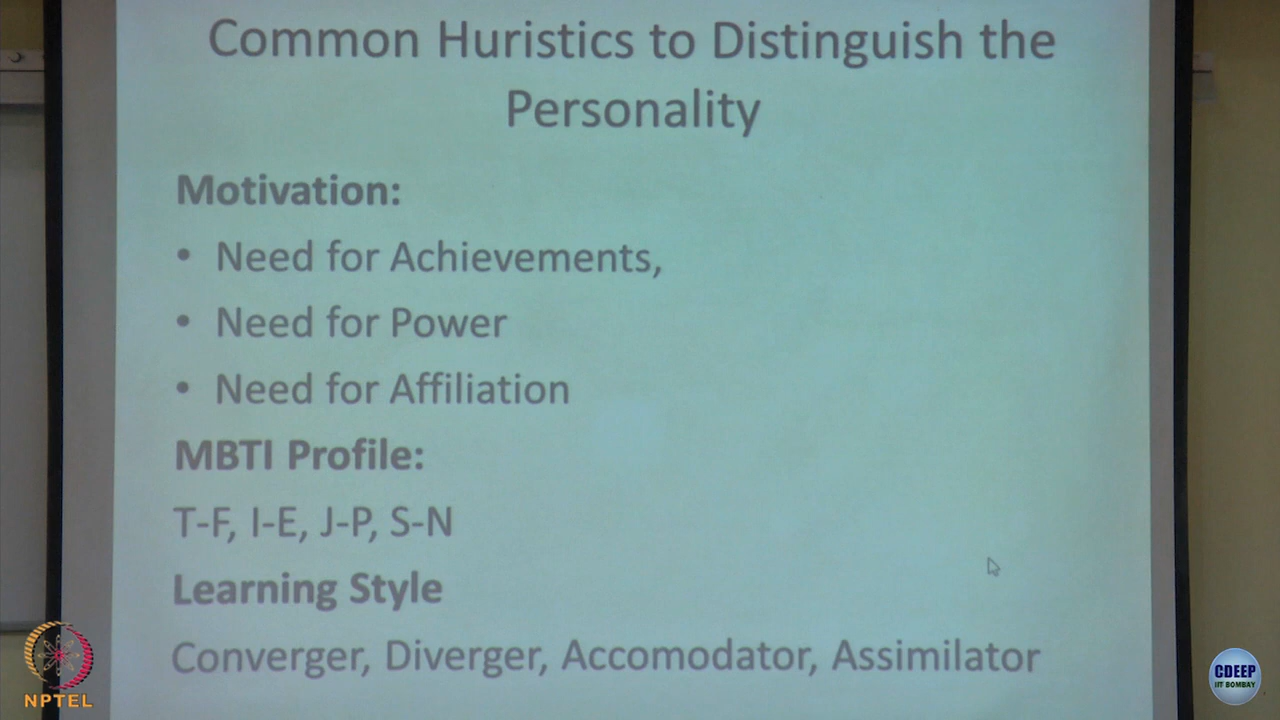 Common Huristics to Distinguish the
Personality
Motivation:
• Need for Achievements,
• Need for Power
• Need for Affiliation
MBTI Profile:
T-F, I-E, J-P, S-N
Learning Style
Converger, Diverger, Accomodator, Assimilator
NPTEL
CDEEP
IIT BOMBAY